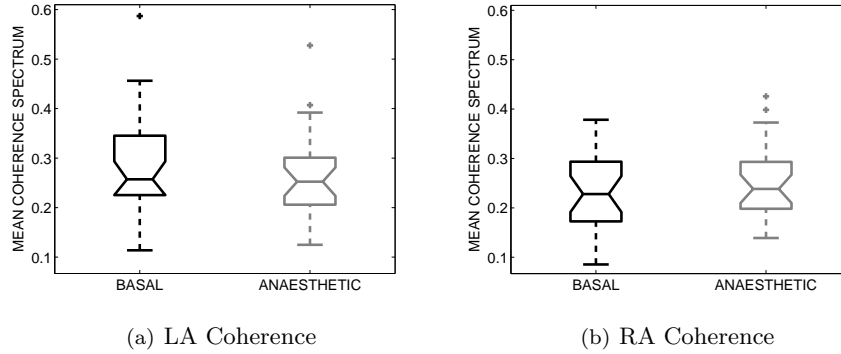 MEAN COHERENCE SPECTRUM
0.6
0.5
0.4
0.3
0.2
0.1
BASAL ANAESTHETIC
(a) LA Coherence
MEAN COHERENCE SPECTRUM
0.6
0.5
0.4
0.3
0.2
0.1
BASAL ANAESTHETIC
(b) RA Coherence